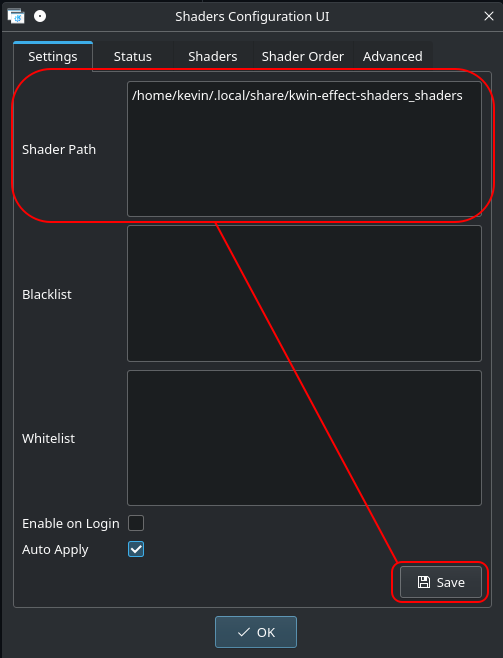 Shaders Configuration UI
Settings Status Shaders Shader Order Advanced
Shader Path
/home/kevin/.local/share/kwin-effect-shaders_shaders
Blacklist
Whitelist
Enable on Login
Auto Apply
Save
OK